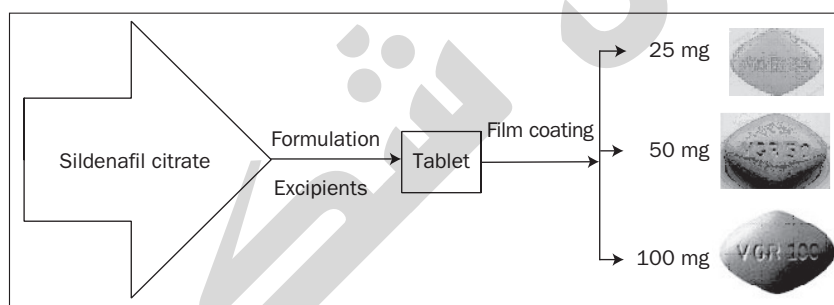 25 mg
Formulation
Film coating
Sildenafil citrate
Tablet
50 mg
VGR 50
Excipients
100 mg
VGR 100